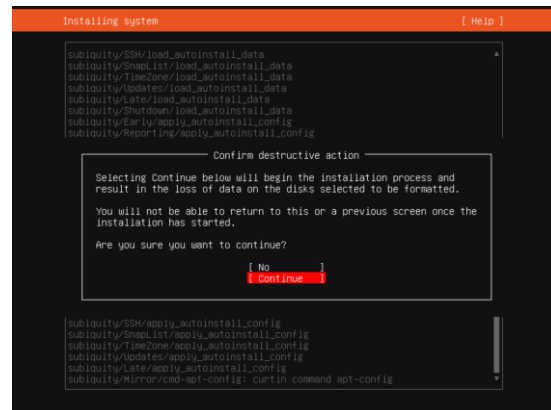 Installing system [ Help ]
subiquity/SSH/load_autoinstall_data
subiquity/SnapList/load_autoinstall_data
subiquity/TimeZone/load_autoinstall_data
subiquity/Updates/load_autoinstall_data
subiquity/Late/load_autoinstall_data
subiquity/Shutdown/load_autoinstall_data
subiquity/Early/apply_autoinstall_config
subiquity/Reporting/apply_autoinstall_config
Confirm destructive action
Selecting Continue below will begin the installation process and
result in the loss of data on the disks selected to be formatted.
You will not be able to return to this or a previous screen once the
installation has started.
Are you sure you want to continue?
[ No ]
[ Continue ]
subiquity/SSH/apply_autoinstall_config
subiquity/SnapList/apply_autoinstall_config
subiquity/TimeZone/apply_autoinstall_config
subiquity/Updates/apply_autoinstall_config
subiquity/Late/apply_autoinstall_config
subiquity/Mirror/cmd-apt-config: curtin command apt-config